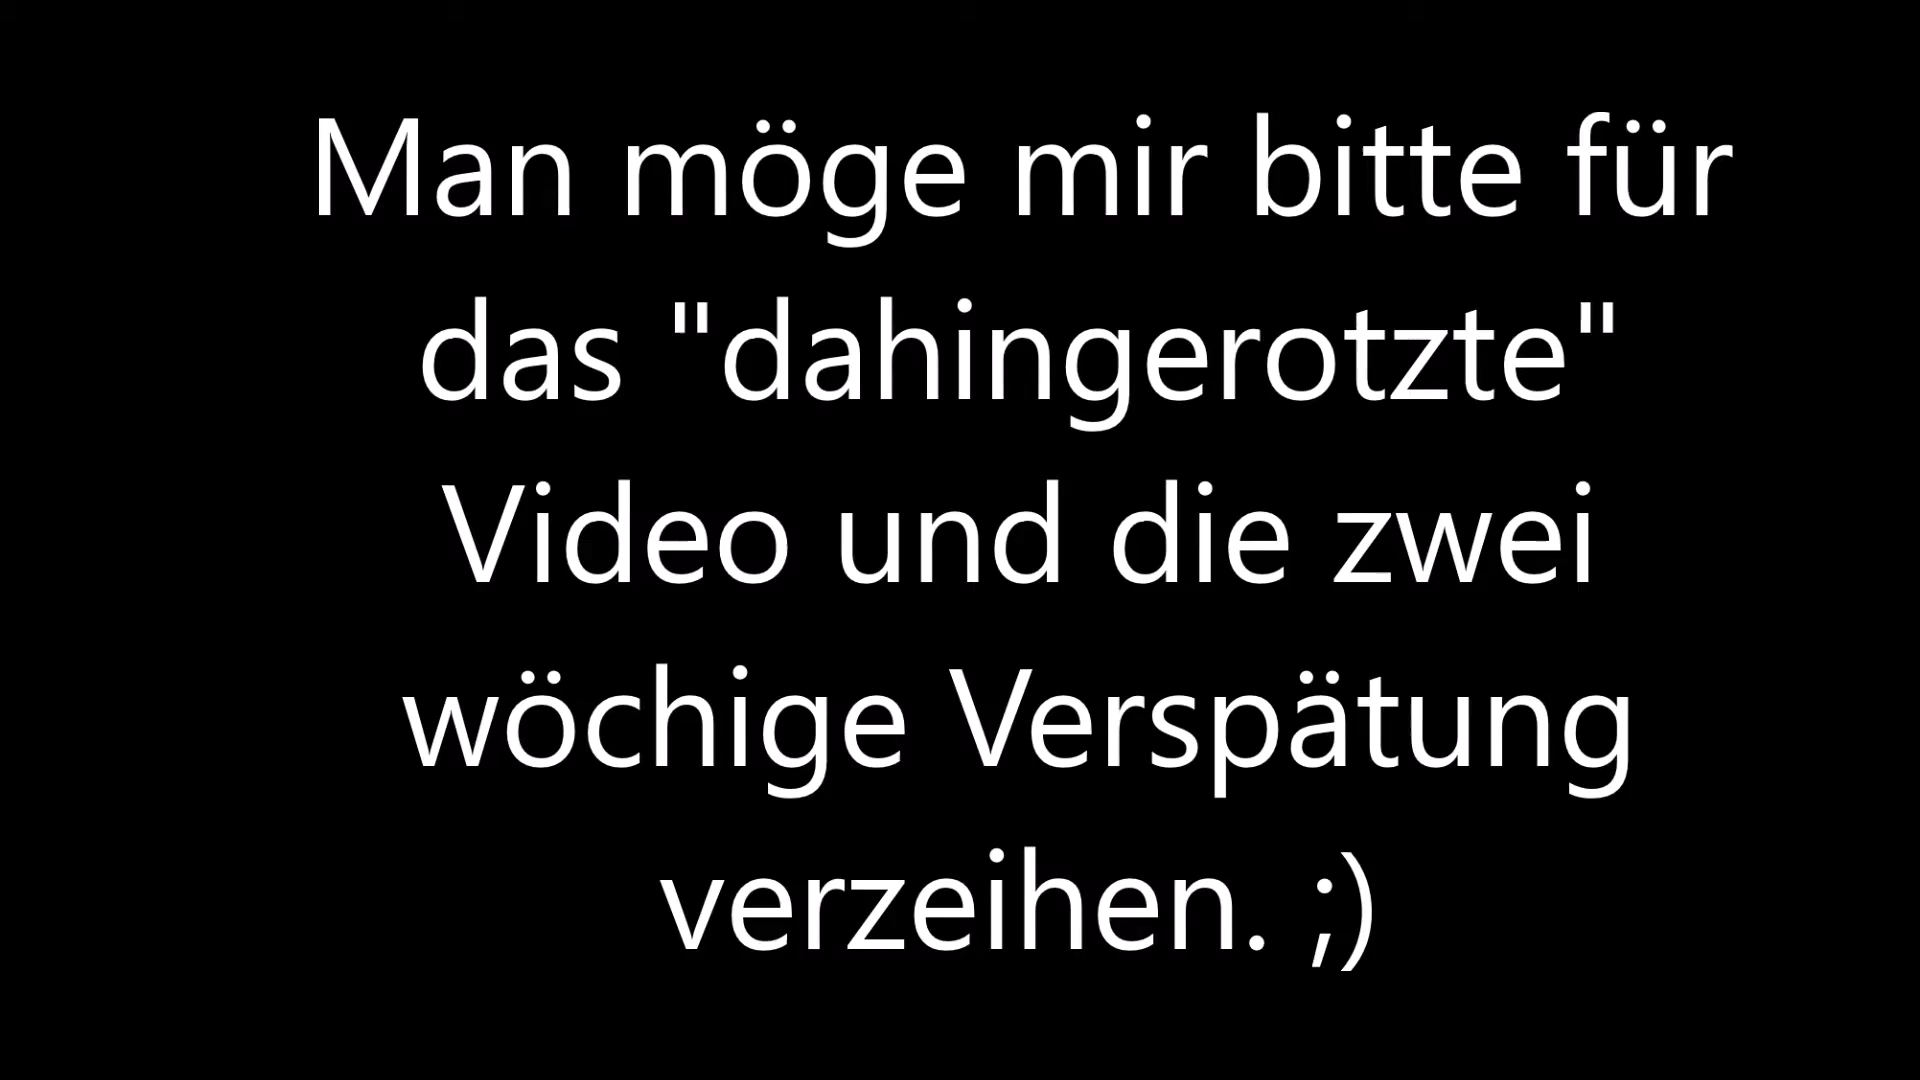 Man möge mir bitte für
das "dahingerotzte"
Video und die zwei
wöchige Verspätung
verzeihen. ;)